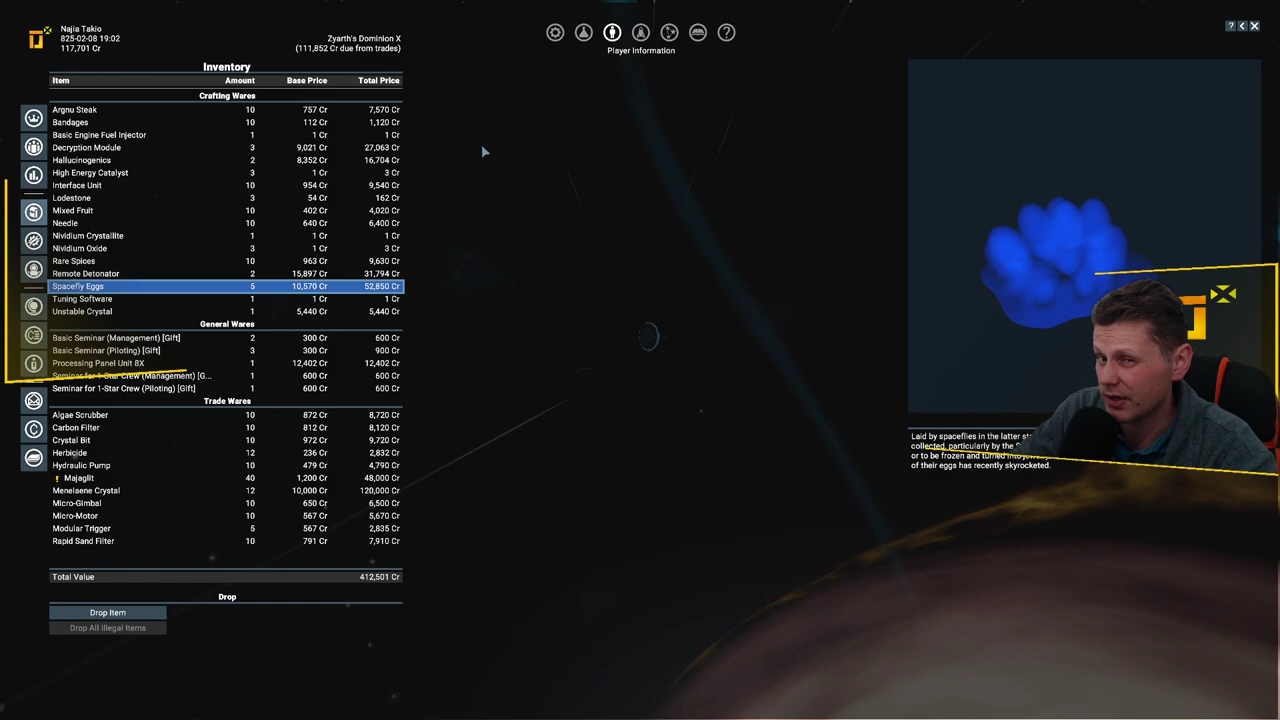 Najia Takio
825-02-08 19:02
117,701 Cr
Zyarth's Dominion X
(111,852 Cr due from trades)
Player Information
? < X
Inventory
Item Amount Base Price Total Price
Crafting Wares
Argnu Steak 10 757 Cr 7,570 Cr
Bandages 10 112 Cr 1,120 Cr
Basic Engine Fuel Injector 1 1 Cr 1 Cr
Decryption Module 3 9,021 Cr 27,063 Cr
Hallucinogenics 2 8,352 Cr 16,704 Cr
High Energy Catalyst 3 1 Cr 3 Cr
Interface Unit 10 954 Cr 9,540 Cr
Lodestone 3 54 Cr 162 Cr
Mixed Fruit 10 402 Cr 4,020 Cr
Needle 10 640 Cr 6,400 Cr
Nividium Crystallite 1 1 Cr 1 Cr
Nividium Oxide 3 1 Cr 3 Cr
Rare Spices 10 963 Cr 9,630 Cr
Remote Detonator 2 15,897 Cr 31,794 Cr
Spacefly Eggs 5 10,570 Cr 52,850 Cr
Tuning Software 1 1 Cr 1 Cr
Unstable Crystal 1 5,440 Cr 5,440 Cr
General Wares
Basic Seminar (Management) [Gift] 2 300 Cr 600 Cr
Basic Seminar (Piloting) [Gift] 3 300 Cr 900 Cr
Processing Panel Unit 8X 1 12,402 Cr 12,402 Cr
Seminar for 1-Star Crew (Management) [G... 1 600 Cr 600 Cr
Seminar for 1-Star Crew (Piloting) [Gift] 1 600 Cr 600 Cr
Trade Wares
Algae Scrubber 10 872 Cr 8,720 Cr
Carbon Filter 10 812 Cr 8,120 Cr
Crystal Bit 10 972 Cr 9,720 Cr
Herbicide 12 236 Cr 2,832 Cr
Hydraulic Pump 10 479 Cr 4,790 Cr
! Majaglit 40 1,200 Cr 48,000 Cr
Menelaene Crystal 12 10,000 Cr 120,000 Cr
Micro-Gimbal 10 650 Cr 6,500 Cr
Micro-Motor 10 567 Cr 5,670 Cr
Modular Trigger 5 567 Cr 2,835 Cr
Rapid Sand Filter 10 791 Cr 7,910 Cr
Total Value 412,501 Cr
Drop
Drop Item
Drop All Illegal Items
Laid by spaceflies in the latter
collected, particularly by the
or to be frozen and turned into
of their eggs has recently skyrocketed.